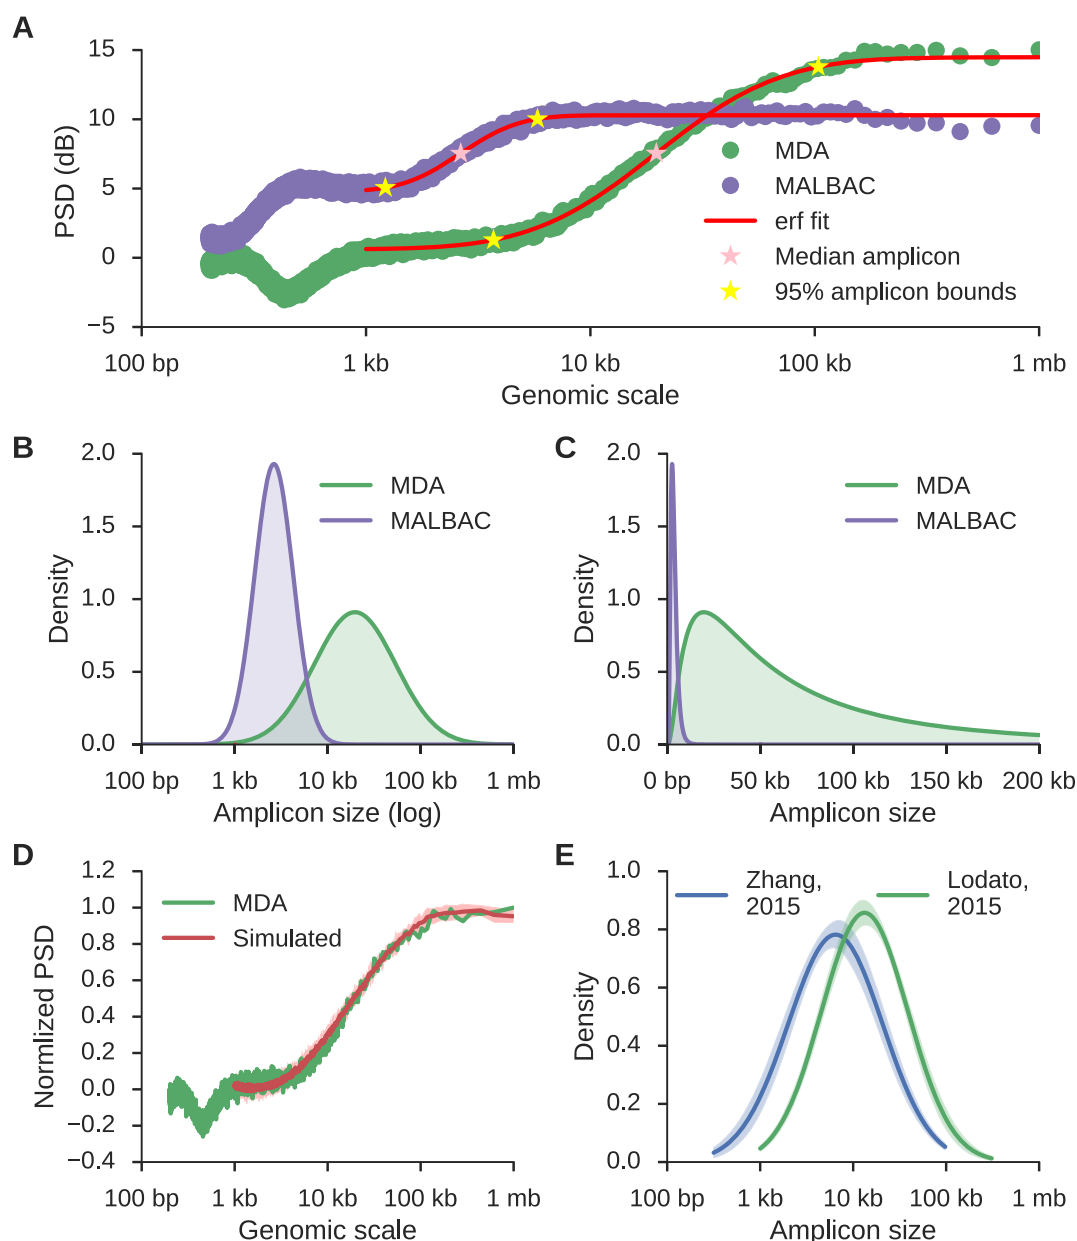 A
15
10
5
0
−5
PSD (dB)
MDA
MALBAC
erf fit
Median amplicon
95% amplicon bounds
100 bp 1 kb 10 kb 100 kb 1 mb
Genomic scale
B
2.0
1.5
1.0
0.5
0.0
Density
MDA
MALBAC
100 bp 1 kb 10 kb 100 kb 1 mb
Amplicon size (log)
C
2.0
1.5
1.0
0.5
0.0
Density
MDA
MALBAC
0 bp 50 kb 100 kb 150 kb 200 kb
Amplicon size
D
1.2
1.0
0.8
0.6
0.4
0.2
0.0
−0.2
−0.4
Normlized PSD
MDA
Simulated
100 bp 1 kb 10 kb 100 kb 1 mb
Genomic scale
E
1.0
0.8
0.6
0.4
0.2
0.0
Density
Zhang,
2015
Lodato,
2015
100 bp 1 kb 10 kb 100 kb 1 mb
Amplicon size